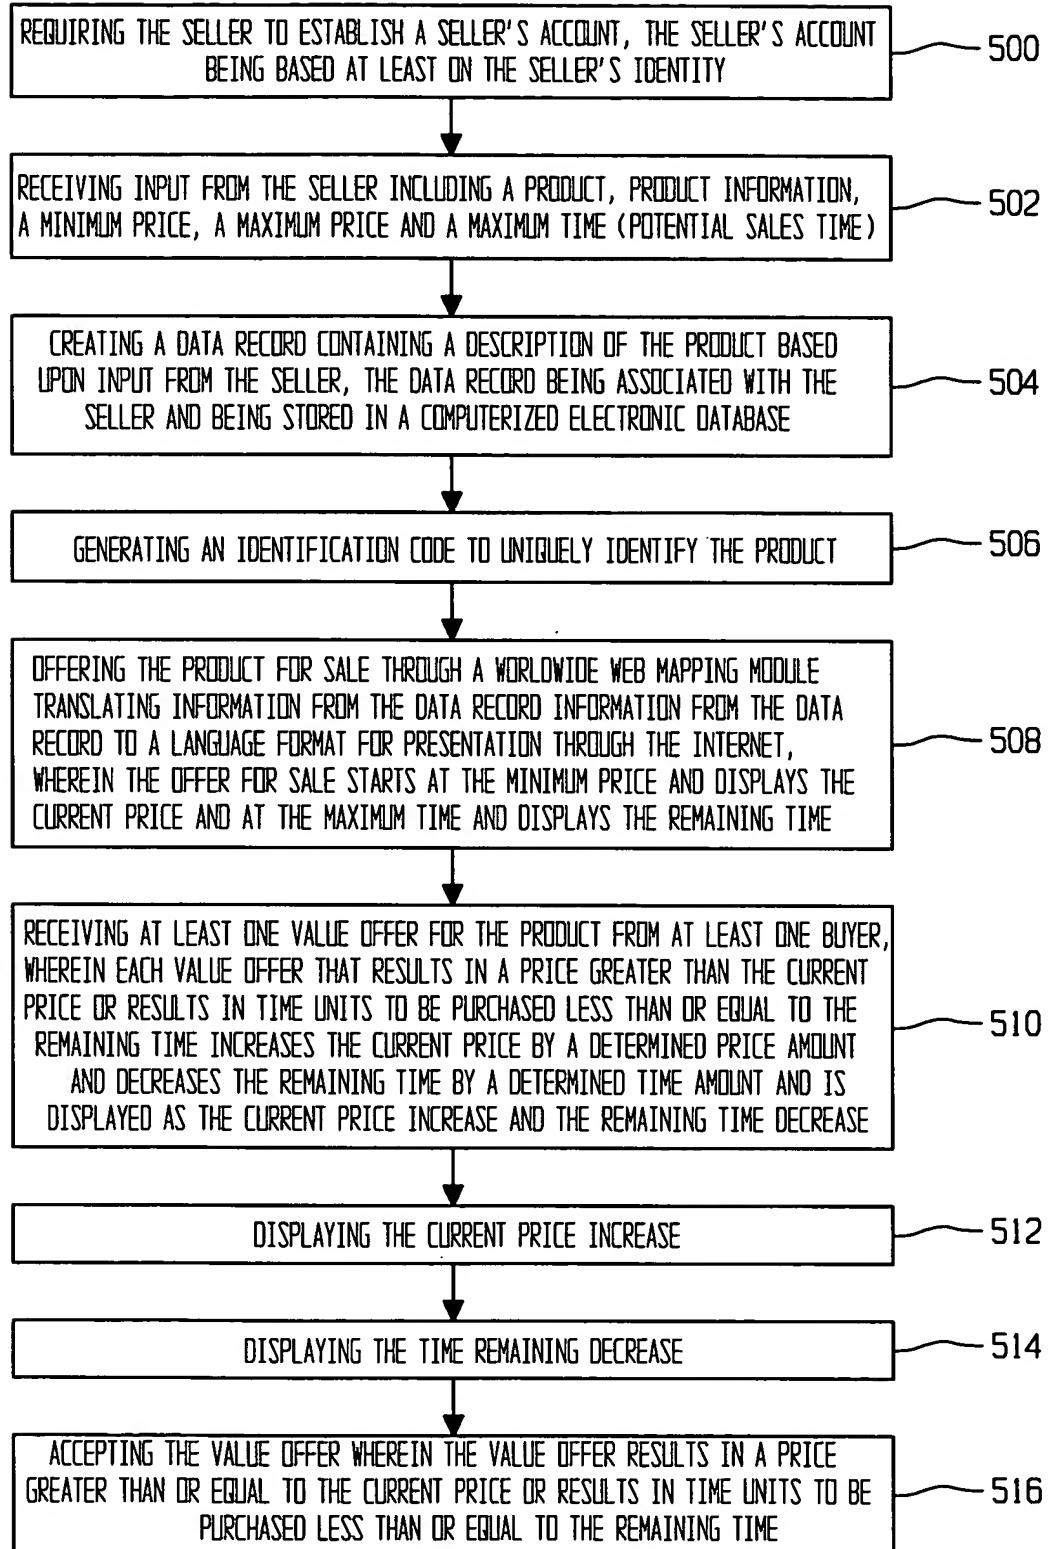 REQUIRING THE SELLER TO ESTABLISH A SELLER'S ACCOUNT, THE SELLER'S ACCOUNT
BEING BASED AT LEAST ON THE SELLER'S IDENTITY
500
RECEIVING INPUT FROM THE SELLER INCLUDING A PRODUCT, PRODUCT INFORMATION,
A MINIMUM PRICE, A MAXIMUM PRICE AND A MAXIMUM TIME (POTENTIAL SALES TIME)
502
CREATING A DATA RECORD CONTAINING A DESCRIPTION OF THE PRODUCT BASED
UPON INPUT FROM THE SELLER, THE DATA RECORD BEING ASSOCIATED WITH THE
SELLER AND BEING STORED IN A COMPUTERIZED ELECTRONIC DATABASE
504
GENERATING AN IDENTIFICATION CODE TO UNIQUELY IDENTIFY THE PRODUCT
506
OFFERING THE PRODUCT FOR SALE THROUGH A WORLDWIDE WEB MAPPING MODULE
TRANSLATING INFORMATION FROM THE DATA RECORD INFORMATION FROM THE DATA
RECORD TO A LANGUAGE FORMAT FOR PRESENTATION THROUGH THE INTERNET,
WHEREIN THE OFFER FOR SALE STARTS AT THE MINIMUM PRICE AND DISPLAYS THE
CURRENT PRICE AND AT THE MAXIMUM TIME AND DISPLAYS THE REMAINING TIME
508
RECEIVING AT LEAST ONE VALUE OFFER FOR THE PRODUCT FROM AT LEAST ONE BUYER,
WHEREIN EACH VALUE OFFER THAT RESULTS IN A PRICE GREATER THAN THE CURRENT
PRICE OR RESULTS IN TIME UNITS TO BE PURCHASED LESS THAN OR EQUAL TO THE
REMAINING TIME INCREASES THE CURRENT PRICE BY A DETERMINED PRICE AMOUNT
AND DECREASES THE REMAINING TIME BY A DETERMINED TIME AMOUNT AND IS
DISPLAYED AS THE CURRENT PRICE INCREASE AND THE REMAINING TIME DECREASE
510
DISPLAYING THE CURRENT PRICE INCREASE
512
DISPLAYING THE TIME REMAINING DECREASE
514
ACCEPTING THE VALUE OFFER WHEREIN THE VALUE OFFER RESULTS IN A PRICE
GREATER THAN OR EQUAL TO THE CURRENT PRICE OR RESULTS IN TIME UNITS TO BE
PURCHASED LESS THAN OR EQUAL TO THE REMAINING TIME
516